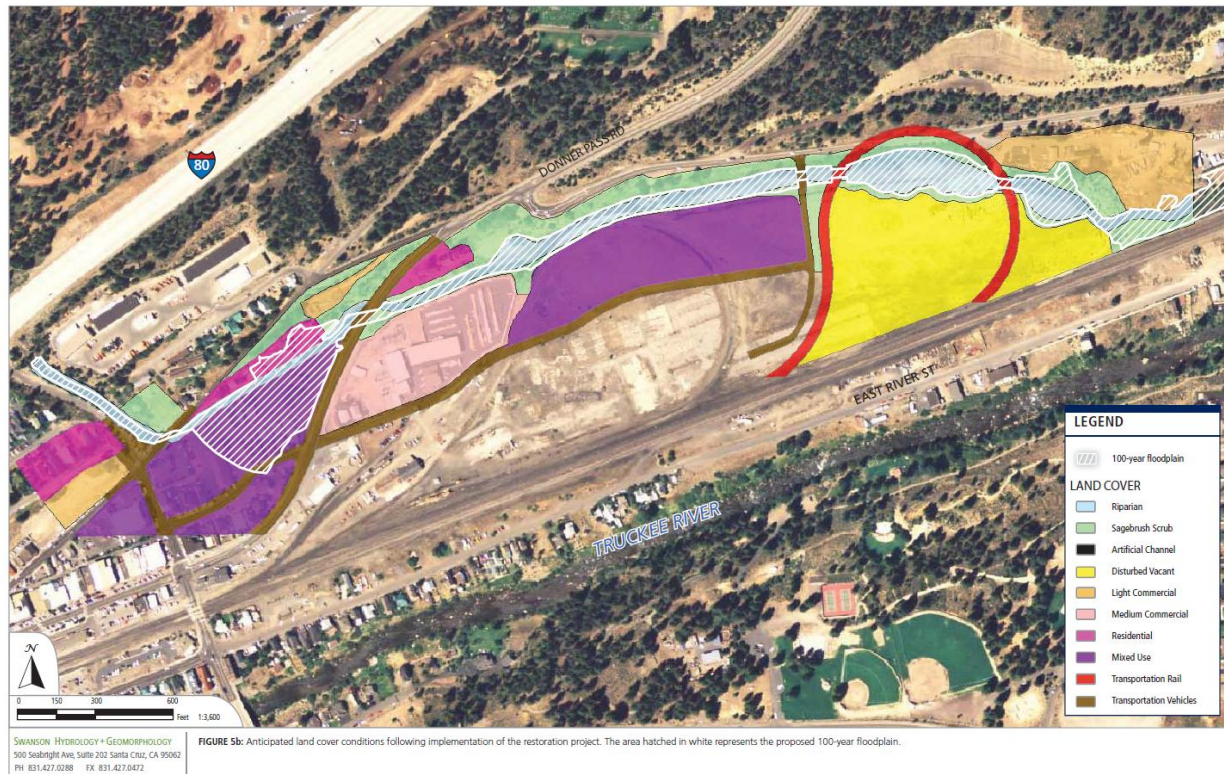 80
DONNER PASS RD
EAST RIVER ST
TRUCKEE RIVER
LEGEND
100-year floodplain
LAND COVER
Riparian
Sagebrush Scrub
Artificial Channel
Disturbed Vacant
Light Commercial
Medium Commercial
Residential
Mixed Use
Transportation Rail
Transportation Vehicles
N
0 150 300 600
Feet 1:3,600
SWANSON HYDROLOGY + GEOMORPHOLOGY
500 Seabright Ave, Suite 202 Santa Cruz, CA 95062
PH 831.427.0288 FX 831.427.0472
FIGURE 5b: Anticipated land cover conditions following implementation of the restoration project. The area hatched in white represents the proposed 100-year floodplain.